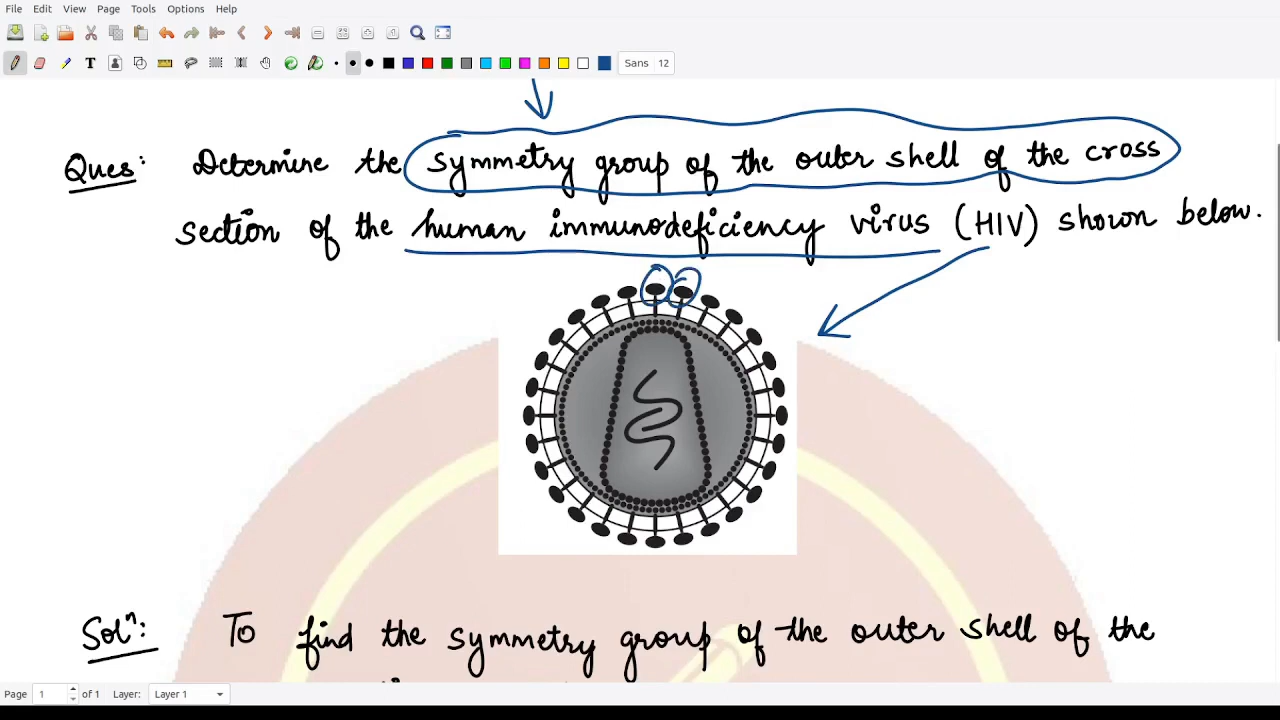 File Edit View Page Tools Options Help
T Sans 12
Ques: Determine the symmetry group of the outer shell of the cross
section of the human immunodeficiency virus (HIV) shown below.
Solⁿ: To find the symmetry group of the outer shell of the
Page 1 of 1 Layer: Layer 1